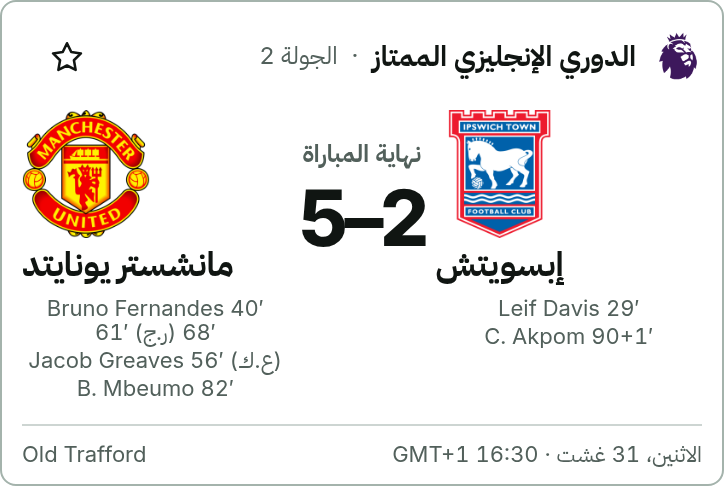 الدوري الإنجليزي الممتاز · الجولة 2
MANCHESTER
UNITED
IPSWICH TOWN
FOOTBALL CLUB
نهاية المباراة
5–2
مانشستر يونايتد
إبسويتش
Bruno Fernandes 40′
61′ (ر.ج) 68′
Jacob Greaves 56′ (ع.ك)
B. Mbeumo 82′
Leif Davis 29′
C. Akpom 90+1′
Old Trafford
الاثنين، 31 غشت · 16:30 GMT+1